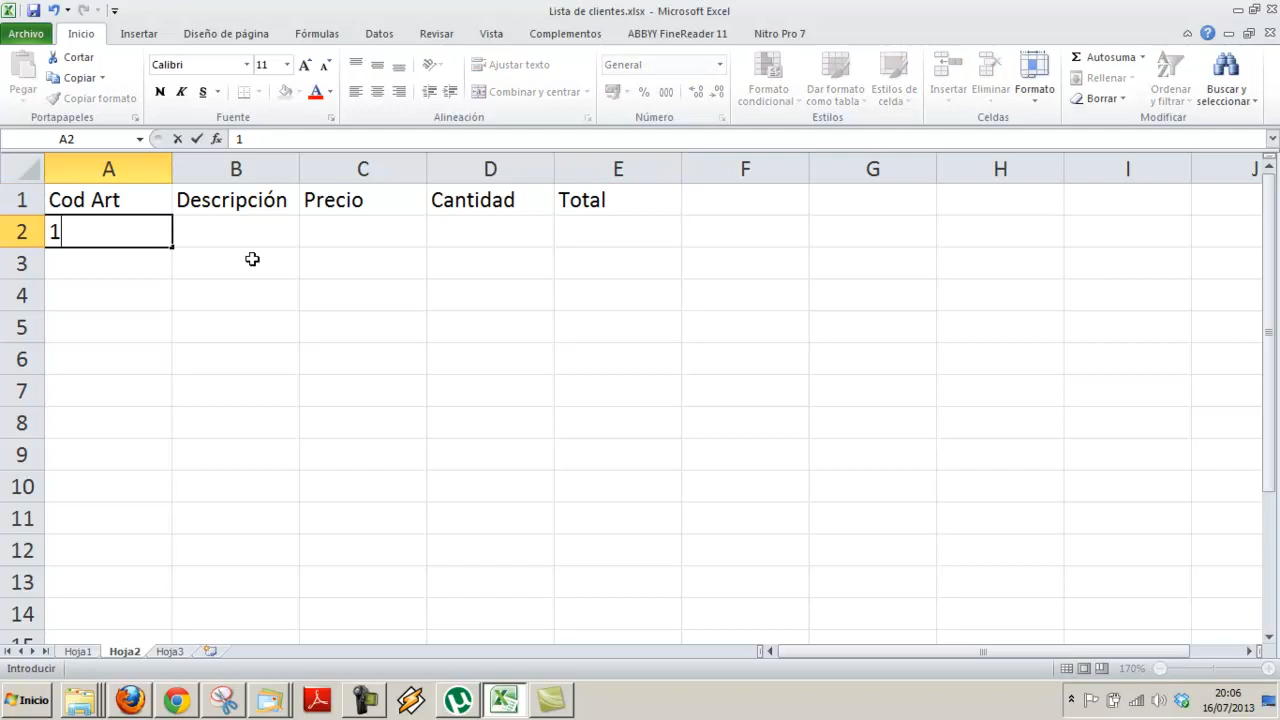 Lista de clientes.xlsx - Microsoft Excel
Archivo Inicio Insertar Diseño de página Fórmulas Datos Revisar Vista Complementos ABBYY FineReader 11 Nitro Pro 7
Pegar
Cortar
Copiar
Copiar formato
Portapapeles
Calibri 11
N K S
Fuente
Ajustar texto
Combinar y centrar
Alineación
General
% 000
Número
Formato condicional
Dar formato como tabla
Estilos de celda
Estilos
Insertar Eliminar Formato
Celdas
Autosuma
Rellenar
Borrar
Ordenar y filtrar
Buscar y seleccionar
Modificar
A2 fx 1
A B C D E F G H I J
1 Cod Art Descripción Precio Cantidad Total
2 1
3
4
5
6
7
8
9
10
11
12
13
14
15
Hoja1 Hoja2 Hoja3
Introducir 170%
Inicio 20:06
16/07/2013